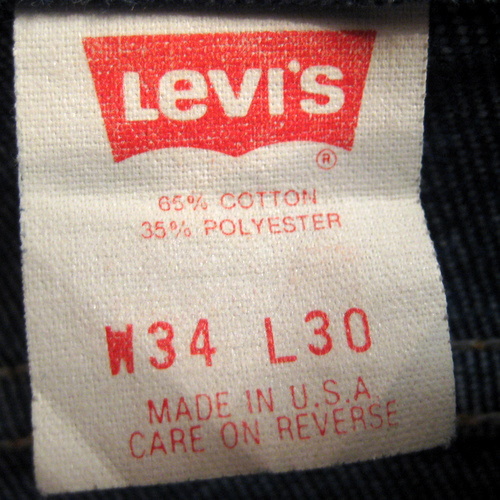 Levi's
®
65% COTTON
35% POLYESTER
W34 L30
MADE IN U.S.A
CARE ON REVERSE